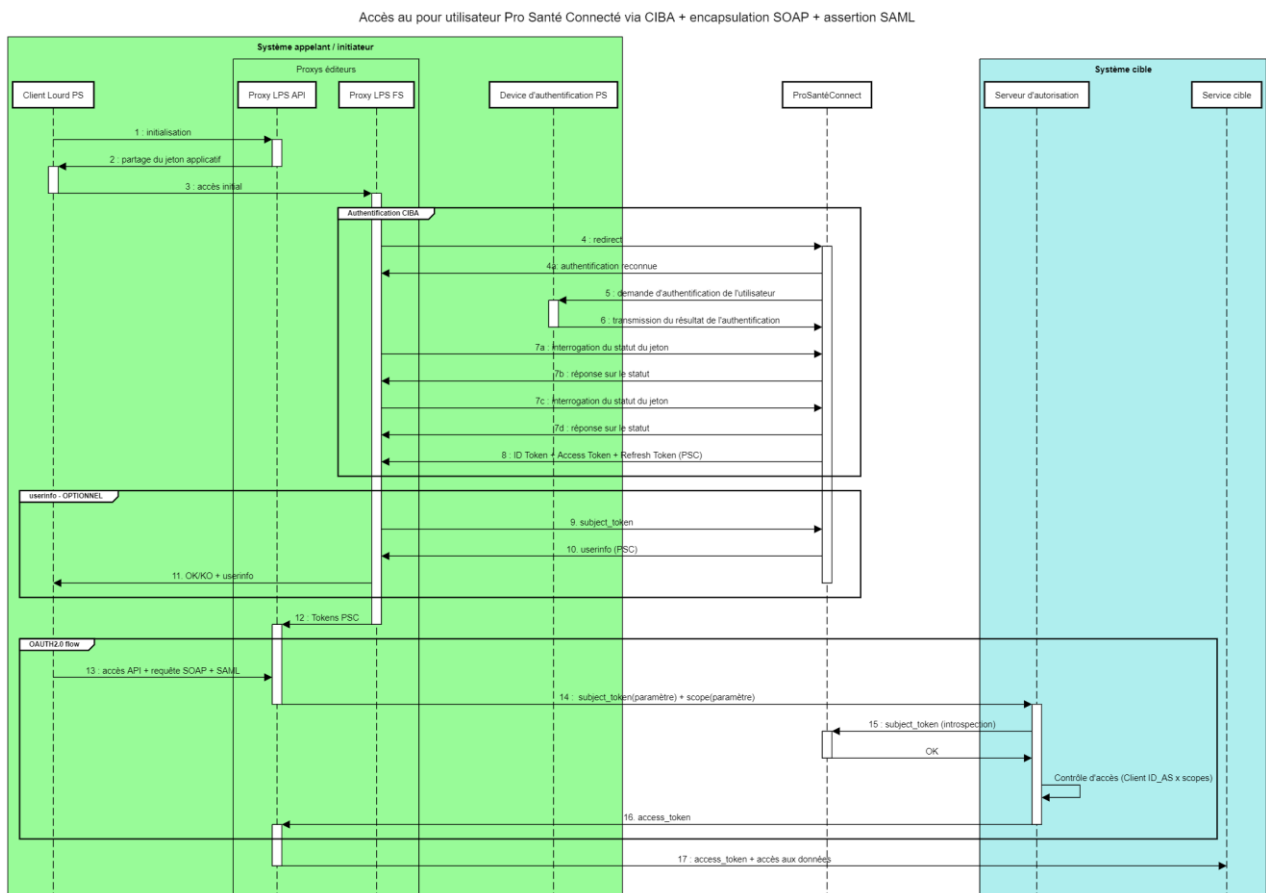 Accès au pour utilisateur Pro Santé Connecté via CIBA + encapsulation SOAP + assertion SAML
Système appelant / initiateur
Proxys éditeurs
Système cible
Client Lourd PS
Proxy LPS API
Proxy LPS FS
Device d'authentification PS
ProSantéConnect
Serveur d'autorisation
Service cible
1 : initialisation
2 : partage du jeton applicatif
3 : accès initial
Authentification CIBA
4 : redirect
4a: authentification reconnue
5 : demande d'authentification de l'utilisateur
6 : transmission du résultat de l'authentification
7a : interrogation du statut du jeton
7b : réponse sur le statut
7c : interrogation du statut du jeton
7d : réponse sur le statut
8 : ID Token + Access Token + Refresh Token (PSC)
userinfo - OPTIONNEL
9. subject_token
10. userinfo (PSC)
11. OK/KO + userinfo
12 : Tokens PSC
OAUTH2.0 flow
13 : accès API + requête SOAP + SAML
14 : subject_token(paramètre) + scope(paramètre)
15 : subject_token (introspection)
OK
Contrôle d'accès (Client ID_AS x scopes)
16. access_token
17 : access_token + accès aux données